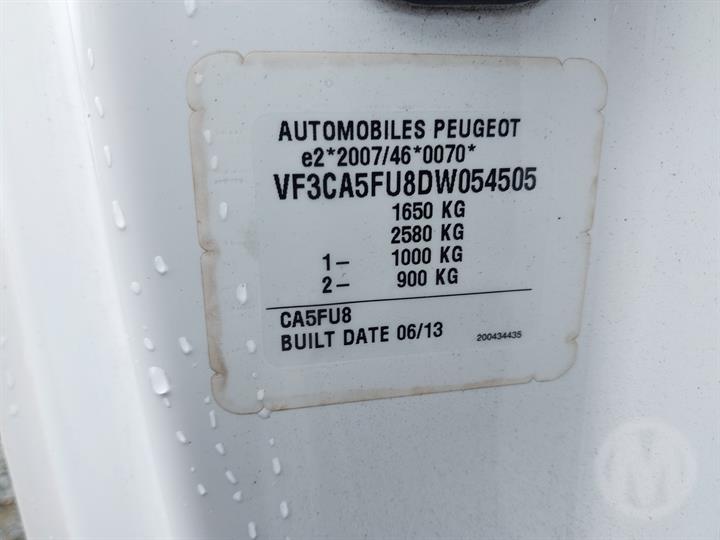 AUTOMOBILES PEUGEOT
e2*2007/46*0070*
VF3CA5FU8DW054505
1650 KG
2580 KG
1- 1000 KG
2- 900 KG
CA5FU8
BUILT DATE 06/13 200434435
M